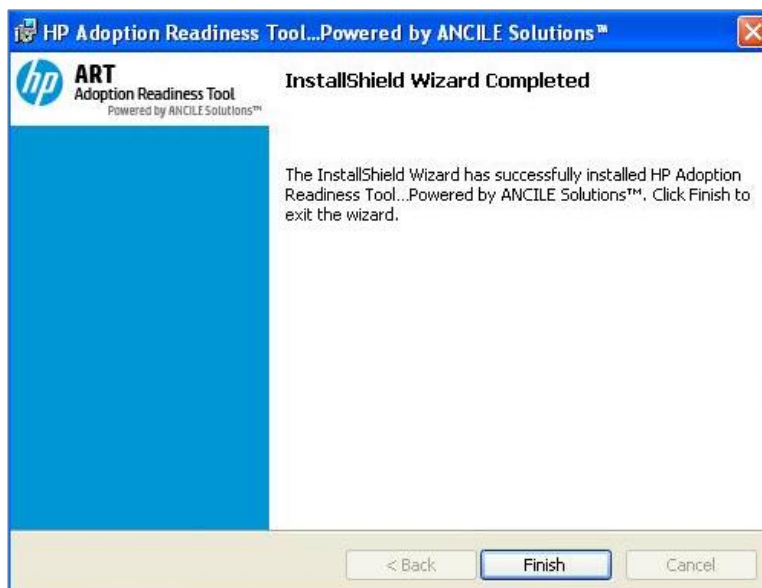 HP Adoption Readiness Tool...Powered by ANCILE Solutions™
hp
ART
Adoption Readiness Tool
Powered by ANCILE Solutions™
InstallShield Wizard Completed
The InstallShield Wizard has successfully installed HP Adoption
Readiness Tool...Powered by ANCILE Solutions™. Click Finish to
exit the wizard.
< Back
Finish
Cancel